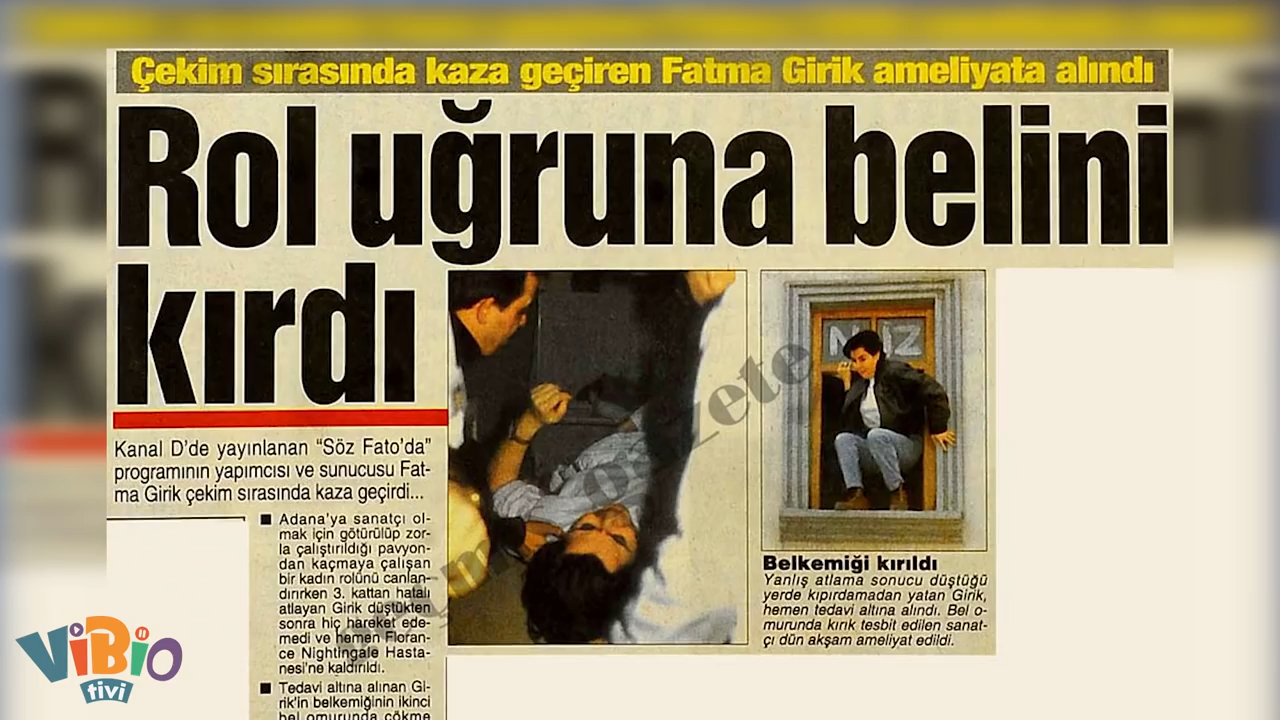 Çekim sırasında kaza geçiren Fatma Girik ameliyata alındı
Rol uğruna belini
kırdı
Kanal D'de yayınlanan "Söz Fato'da"
programının yapımcısı ve sunucusu Fat-
ma Girik çekim sırasında kaza geçirdi...
■ Adana'ya sanatçı ol-
mak için götürülüp zor-
la çalıştırıldığı pavyon-
dan kaçmaya çalışan
bir kadın rolünü canlan-
dırırken 3. kattan hatalı
atlayan Girik düştükten
sonra hiç hareket ede-
medi ve hemen Floran-
ce Nightingale Hasta-
nesi'ne kaldırıldı.
■ Tedavi altına alınan Gi-
rik'in belkemiğinin ikinci
bel omurunda çökme
Belkemiği kırıldı
Yanlış atlama sonucu düştüğü
yerde kıpırdamadan yatan Girik,
hemen tedavi altına alındı. Bel o-
murunda kırık tesbit edilen sanat-
çı dün akşam ameliyat edildi.
ViBio
tivi